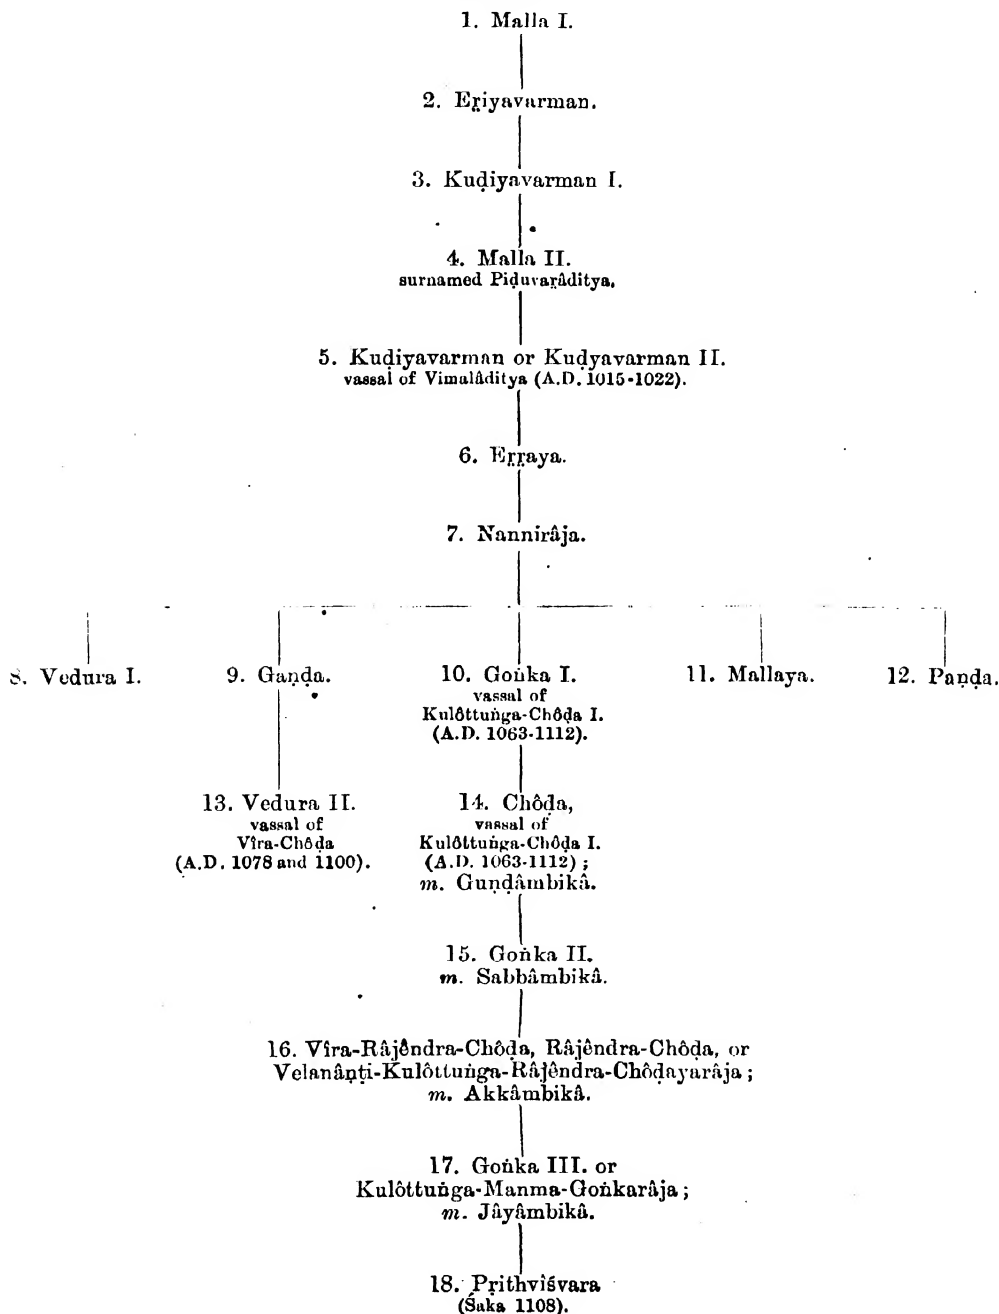 1. Malla I.
2. Eṟiyavarman.
3. Kuḍiyavarman I.
4. Malla II.
surnamed Piḍuvaṟâditya.
5. Kuḍiyavarman or Kuḍyavarman II.
vassal of Vimalâditya (A.D. 1015-1022).
6. Eṟṟaya.
7. Nannirâja.
8. Vedura I. 9. Gaṇḍa. 10. Goṅka I. 11. Mallaya. 12. Paṇḍa.
vassal of
Kulôttuṅga-Chôḍa I.
(A.D. 1063-1112).
13. Vedura II. 14. Chôḍa,
vassal of vassal of
Vîra-Chôḍa Kulôttuṅga-Chôḍa I.
(A.D. 1078 and 1100). (A.D. 1063-1112) ;
m. Guṇḍâmbikâ.
15. Goṅka II.
m. Sabbâmbikâ.
16. Vîra-Râjêndra-Chôḍa, Râjêndra-Chôḍa, or
Velanâṇṭi-Kulôttuṅga-Râjêndra-Chôḍayarâja ;
m. Akkâmbikâ.
17. Goṅka III. or
Kulôttuṅga-Manma-Goṅkarâja ;
m. Jâyâmbikâ.
18. Pṛithvîśvara
(Śaka 1108).